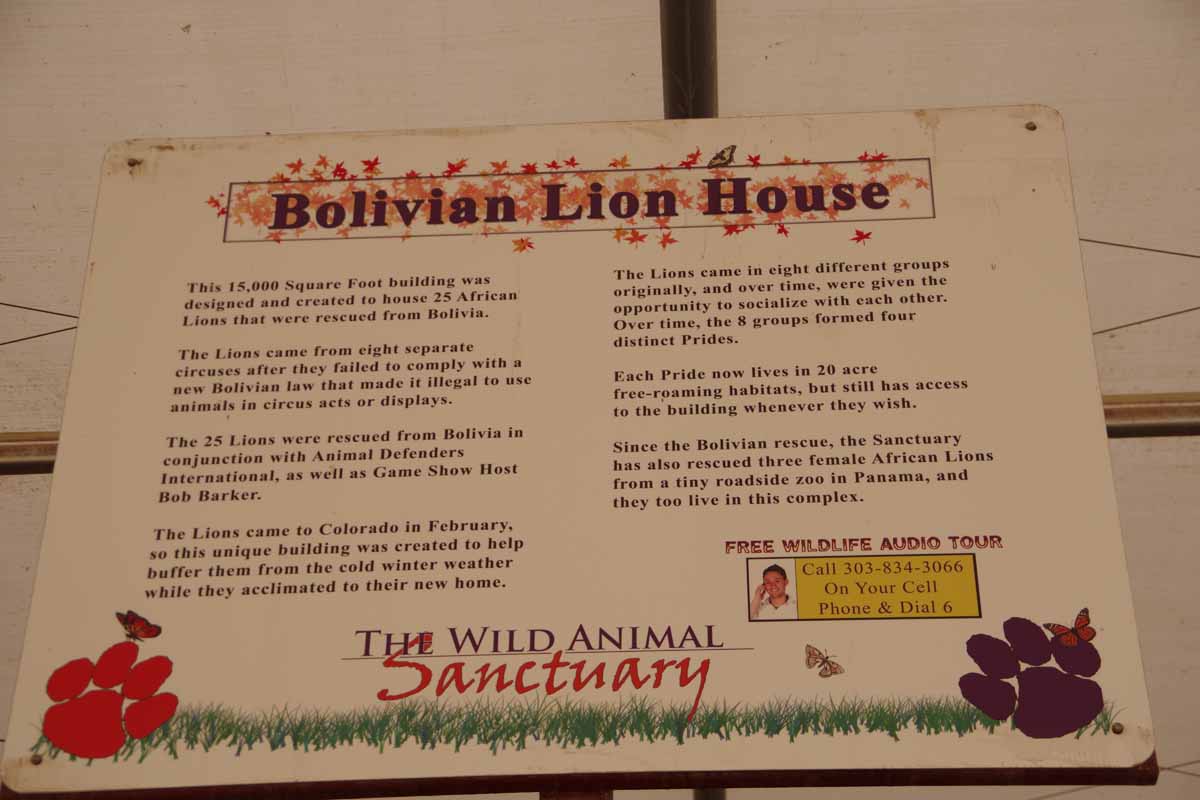 Bolivian Lion House
This 15,000 Square Foot building was
designed and created to house 25 African
Lions that were rescued from Bolivia.
The Lions came from eight separate
circuses after they failed to comply with a
new Bolivian law that made it illegal to use
animals in circus acts or displays.
The 25 Lions were rescued from Bolivia in
conjunction with Animal Defenders
International, as well as Game Show Host
Bob Barker.
The Lions came to Colorado in February,
so this unique building was created to help
buffer them from the cold winter weather
while they acclimated to their new home.
The Lions came in eight different groups
originally, and over time, were given the
opportunity to socialize with each other.
Over time, the 8 groups formed four
distinct Prides.
Each Pride now lives in 20 acre
free-roaming habitats, but still has access
to the building whenever they wish.
Since the Bolivian rescue, the Sanctuary
has also rescued three female African Lions
from a tiny roadside zoo in Panama, and
they too live in this complex.
FREE WILDLIFE AUDIO TOUR
Call 303-834-3066
On Your Cell
Phone & Dial 6
THE WILD ANIMAL
Sanctuary